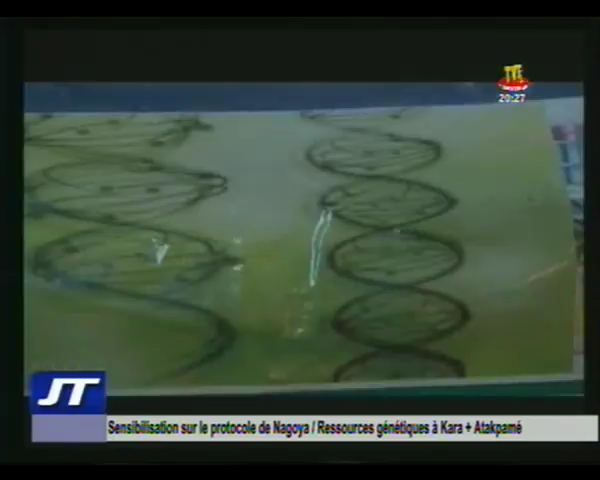 TVT
20:27
JT
Sensibilisation sur le protocole de Nagoya / Ressources génétiques à Kara + Atakpamé